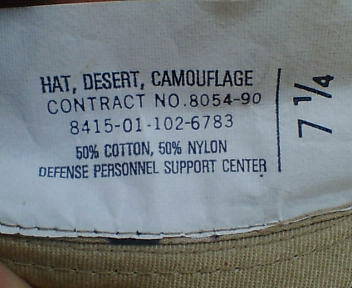 HAT, DESERT, CAMOUFLAGE
CONTRACT NO.8054-90
8415-01-102-6783
50% COTTON, 50% NYLON
DEFENSE PERSONNEL SUPPORT CENTER
7 1/4